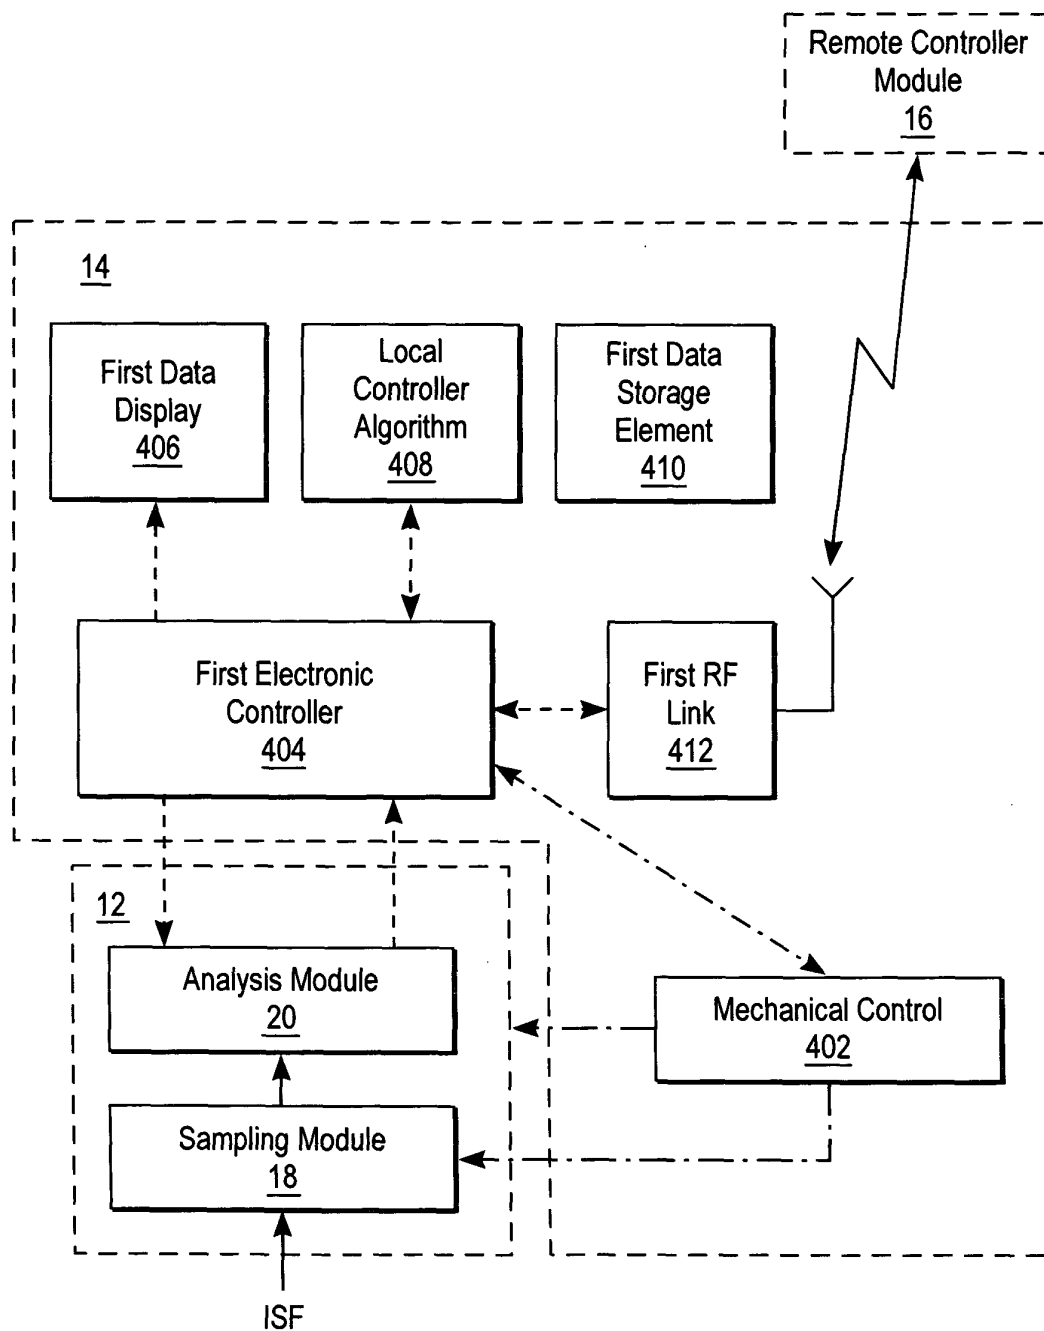 Remote Controller
Module
16
14
First Data
Display
406
Local
Controller
Algorithm
408
First Data
Storage
Element
410
First Electronic
Controller
404
First RF
Link
412
12
Analysis Module
20
Mechanical Control
402
Sampling Module
18
ISF